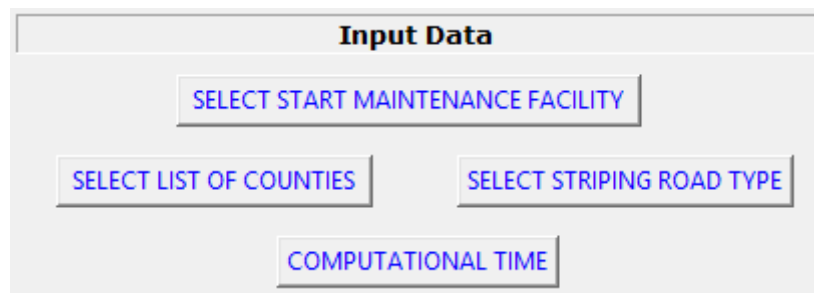 Input Data
SELECT START MAINTENANCE FACILITY
SELECT LIST OF COUNTIES SELECT STRIPING ROAD TYPE
COMPUTATIONAL TIME